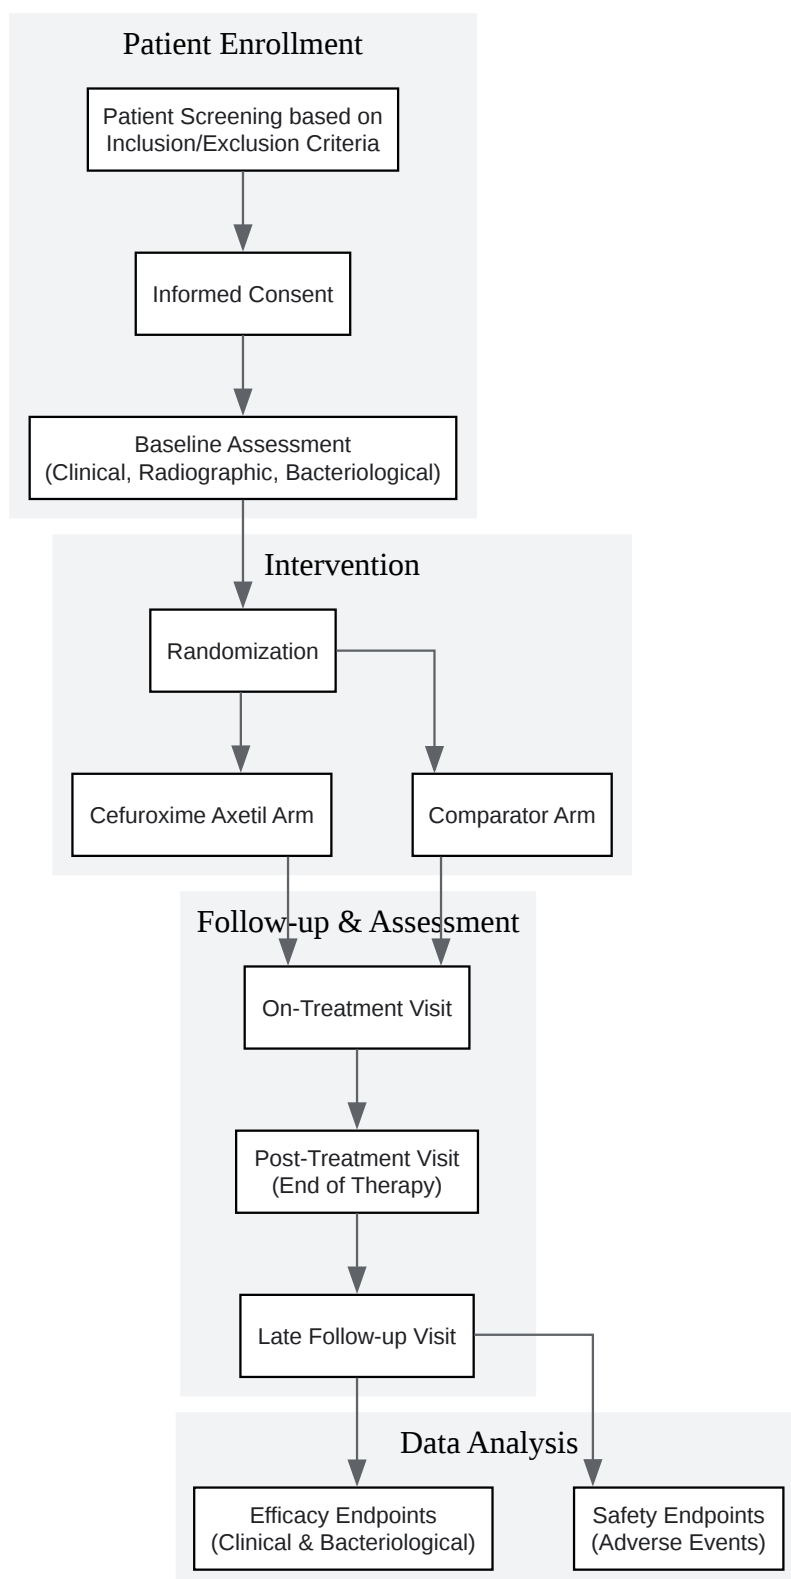 Patient Enrollment
Patient Screening based on
Inclusion/Exclusion Criteria
Informed Consent
Baseline Assessment
(Clinical, Radiographic, Bacteriological)
Intervention
Randomization
Cefuroxime Axetil Arm
Comparator Arm
Follow-up & Assessment
On-Treatment Visit
Post-Treatment Visit
(End of Therapy)
Late Follow-up Visit
Data Analysis
Efficacy Endpoints
(Clinical & Bacteriological)
Safety Endpoints
(Adverse Events)